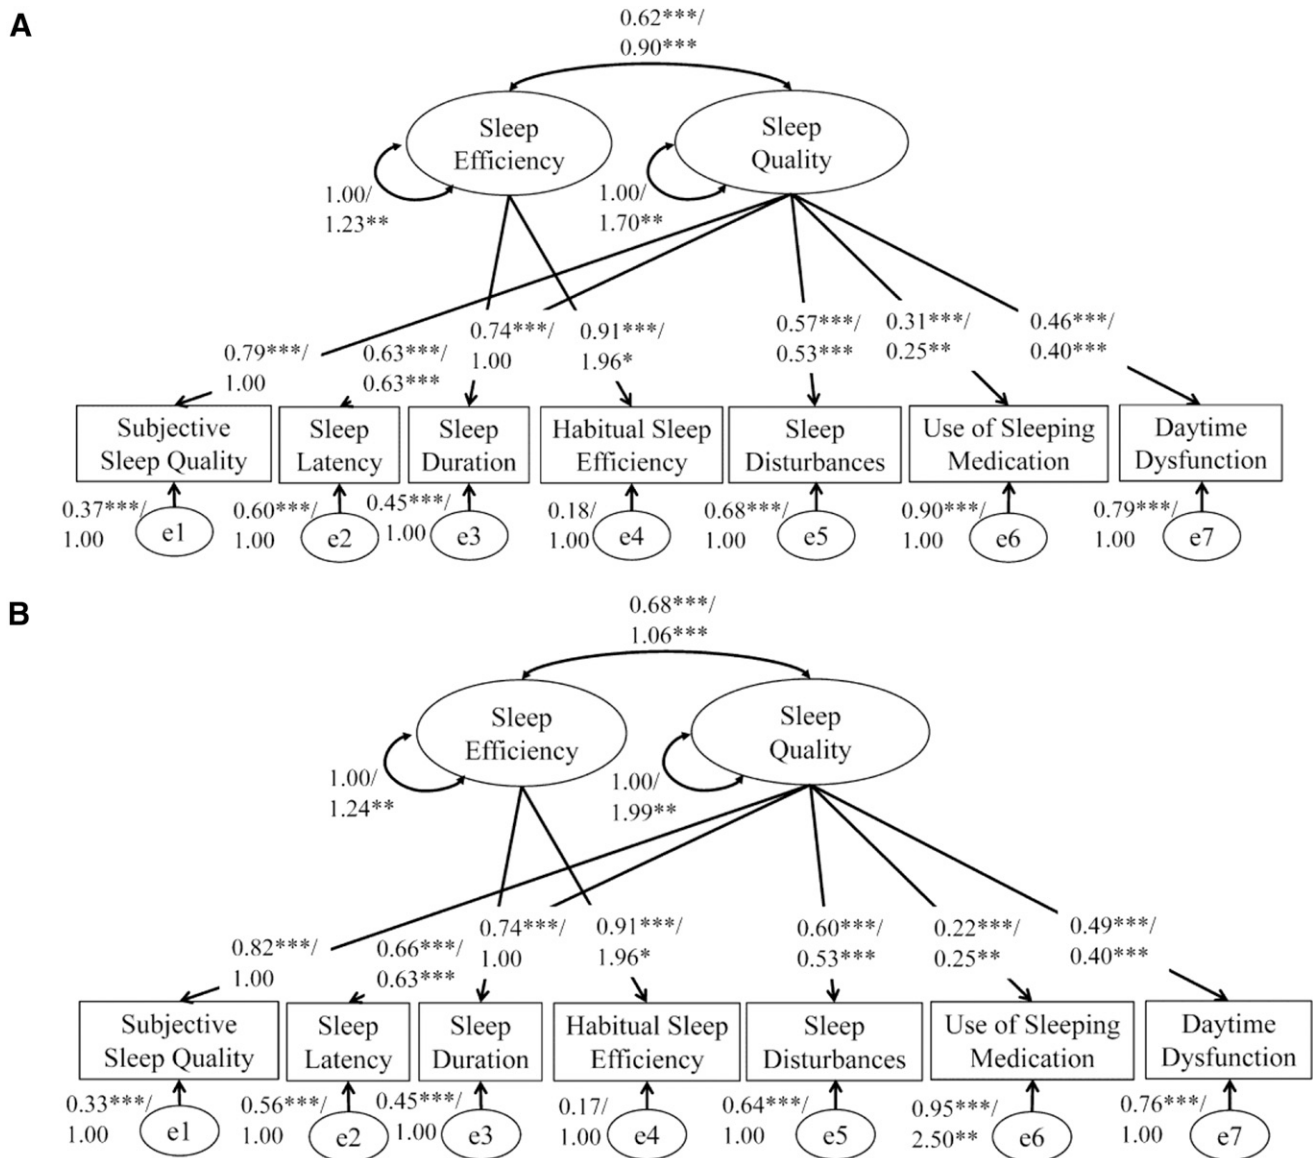 A
0.62***/
0.90***
Sleep
Efficiency
Sleep
Quality
1.00/
1.23**
1.00/
1.70**
0.79***/
1.00
0.63***/
0.63***
0.74***/
1.00
0.91***/
1.96*
0.57***/
0.53***
0.31***/
0.25**
0.46***/
0.40***
Subjective
Sleep Quality
Sleep
Latency
Sleep
Duration
Habitual Sleep
Efficiency
Sleep
Disturbances
Use of Sleeping
Medication
Daytime
Dysfunction
0.37***/
1.00
e1
0.60***/
1.00
e2
0.45***/
1.00
e3
0.18/
1.00
e4
0.68***/
1.00
e5
0.90***/
1.00
e6
0.79***/
1.00
e7
B
0.68***/
1.06***
Sleep
Efficiency
Sleep
Quality
1.00/
1.24**
1.00/
1.99**
0.82***/
1.00
0.66***/
0.63***
0.74***/
1.00
0.91***/
1.96*
0.60***/
0.53***
0.22***/
0.25**
0.49***/
0.40***
Subjective
Sleep Quality
Sleep
Latency
Sleep
Duration
Habitual Sleep
Efficiency
Sleep
Disturbances
Use of Sleeping
Medication
Daytime
Dysfunction
0.33***/
1.00
e1
0.56***/
1.00
e2
0.45***/
1.00
e3
0.17/
1.00
e4
0.64***/
1.00
e5
0.95***/
2.50**
e6
0.76***/
1.00
e7